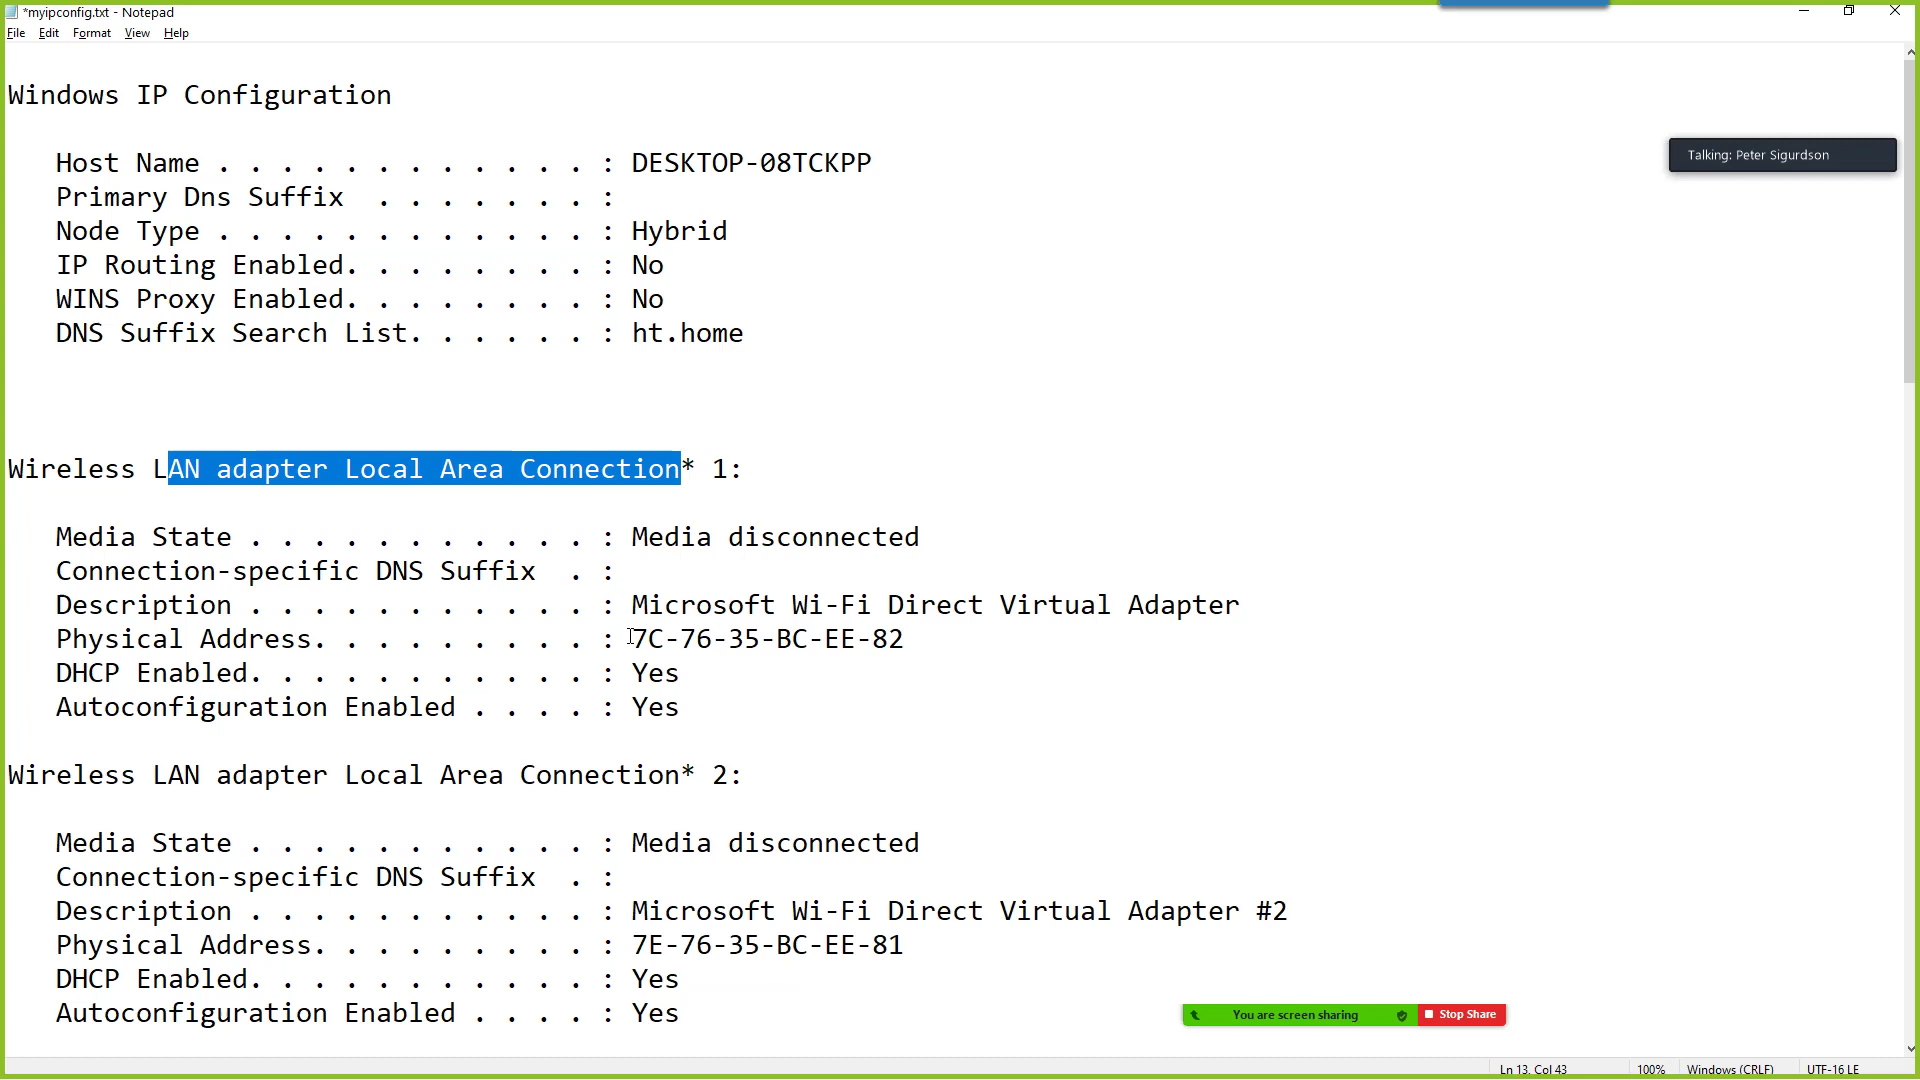 *myipconfig.txt - Notepad
File Edit Format View Help
Windows IP Configuration
Host Name . . . . . . . . . . . . : DESKTOP-08TCKPP
Primary Dns Suffix  . . . . . . . :
Node Type . . . . . . . . . . . . : Hybrid
IP Routing Enabled. . . . . . . . : No
WINS Proxy Enabled. . . . . . . . : No
DNS Suffix Search List. . . . . . : ht.home
Talking: Peter Sigurdson
Wireless LAN adapter Local Area Connection* 1:
Media State . . . . . . . . . . . : Media disconnected
Connection-specific DNS Suffix  . :
Description . . . . . . . . . . . : Microsoft Wi-Fi Direct Virtual Adapter
Physical Address. . . . . . . . . : 7C-76-35-BC-EE-82
DHCP Enabled. . . . . . . . . . . : Yes
Autoconfiguration Enabled . . . . : Yes
Wireless LAN adapter Local Area Connection* 2:
Media State . . . . . . . . . . . : Media disconnected
Connection-specific DNS Suffix  . :
Description . . . . . . . . . . . : Microsoft Wi-Fi Direct Virtual Adapter #2
Physical Address. . . . . . . . . : 7E-76-35-BC-EE-81
DHCP Enabled. . . . . . . . . . . : Yes
Autoconfiguration Enabled . . . . : Yes
You are screen sharing Stop Share
Ln 13, Col 43 100% Windows (CRLF) UTF-16 LE